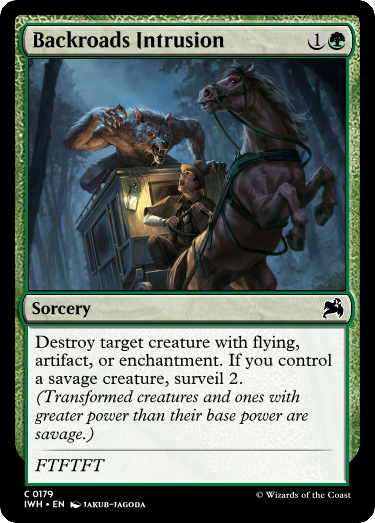 Backroads Intrusion 1
Sorcery
Destroy target creature with flying,
artifact, or enchantment. If you control
a savage creature, surveil 2.
(Transformed creatures and ones with
greater power than their base power are
savage.)
FTFTFT
C 0179
IWH • EN JAKUB-JAGODA
© Wizards of the Coast